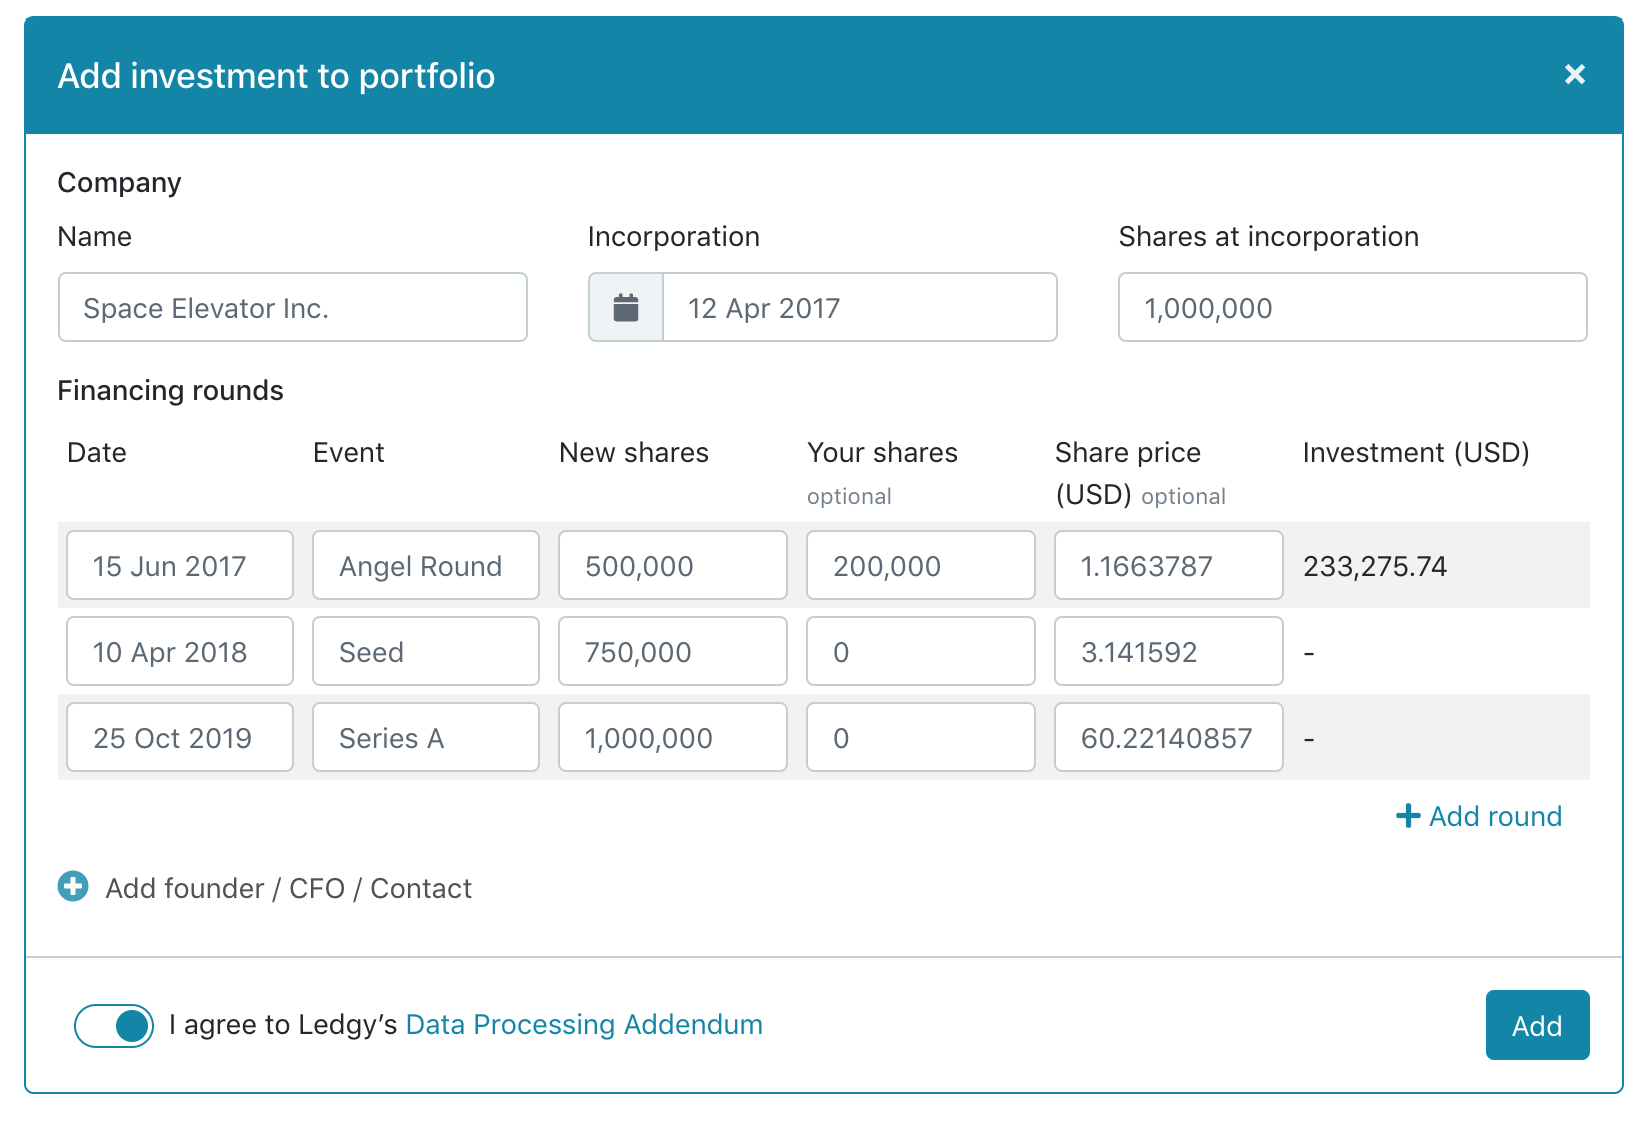 Add investment to portfolio
Company
Name Incorporation Shares at incorporation
Space Elevator Inc. 12 Apr 2017 1,000,000
Financing rounds
Date Event New shares Your shares optional Share price (USD) optional Investment (USD)
15 Jun 2017 Angel Round 500,000 200,000 1.1663787 233,275.74
10 Apr 2018 Seed 750,000 0 3.141592 -
25 Oct 2019 Series A 1,000,000 0 60.22140857 -
Add round
Add founder / CFO / Contact
I agree to Ledgy’s Data Processing Addendum Add